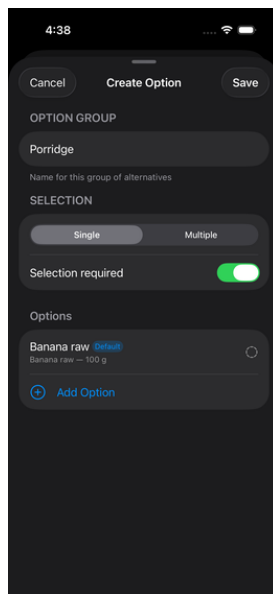 4:38
Cancel Create Option Save
OPTION GROUP
Porridge
Name for this group of alternatives
SELECTION
Single Multiple
Selection required
Options
Banana raw Default
Banana raw — 100 g
Add Option